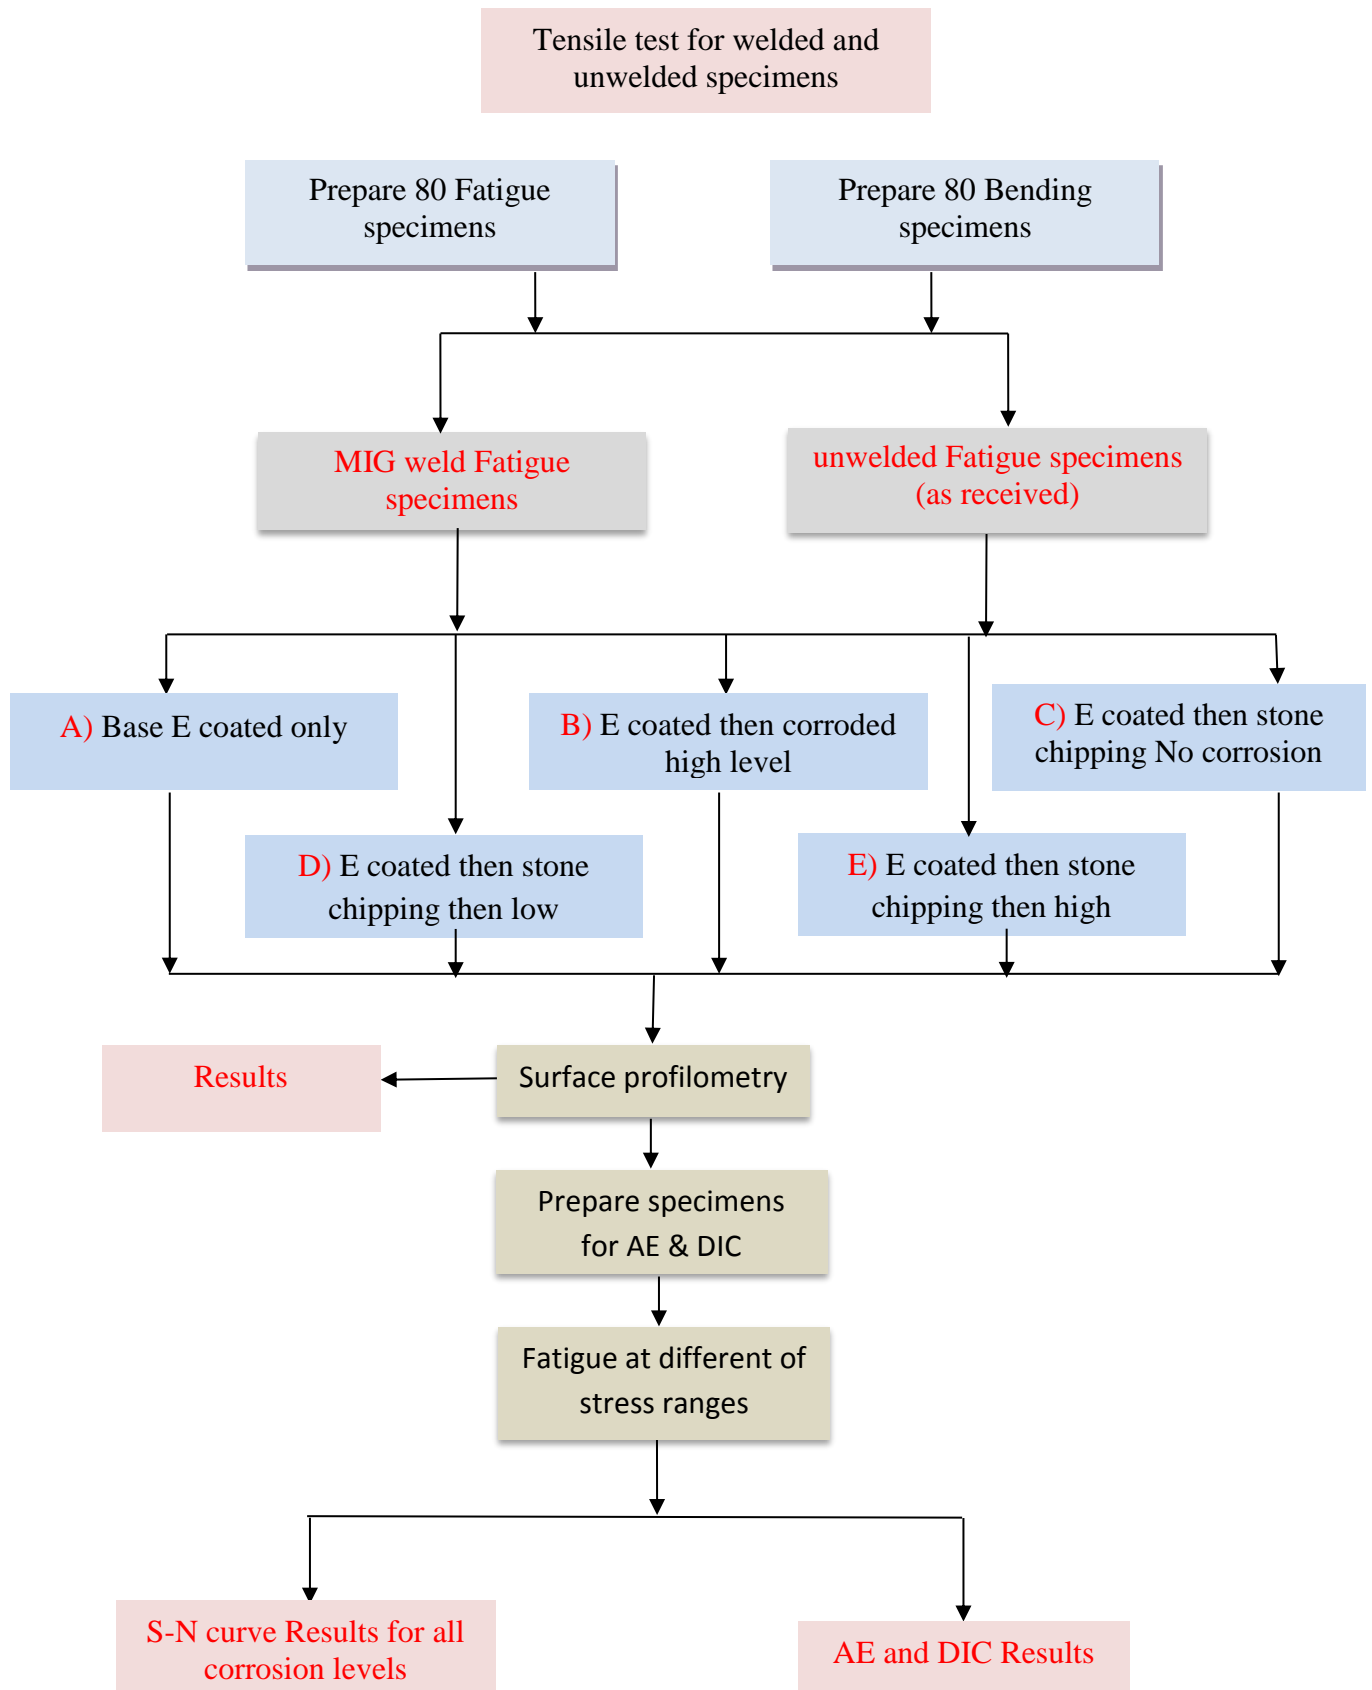 Tensile test for welded and
unwelded specimens
Prepare 80 Fatigue
specimens
Prepare 80 Bending
specimens
MIG weld Fatigue
specimens
unwelded Fatigue specimens
(as received)
A) Base E coated only
B) E coated then corroded
high level
C) E coated then stone
chipping No corrosion
D) E coated then stone
chipping then low
E) E coated then stone
chipping then high
Results
Surface profilometry
Prepare specimens
for AE & DIC
Fatigue at different of
stress ranges
S-N curve Results for all
corrosion levels
AE and DIC Results